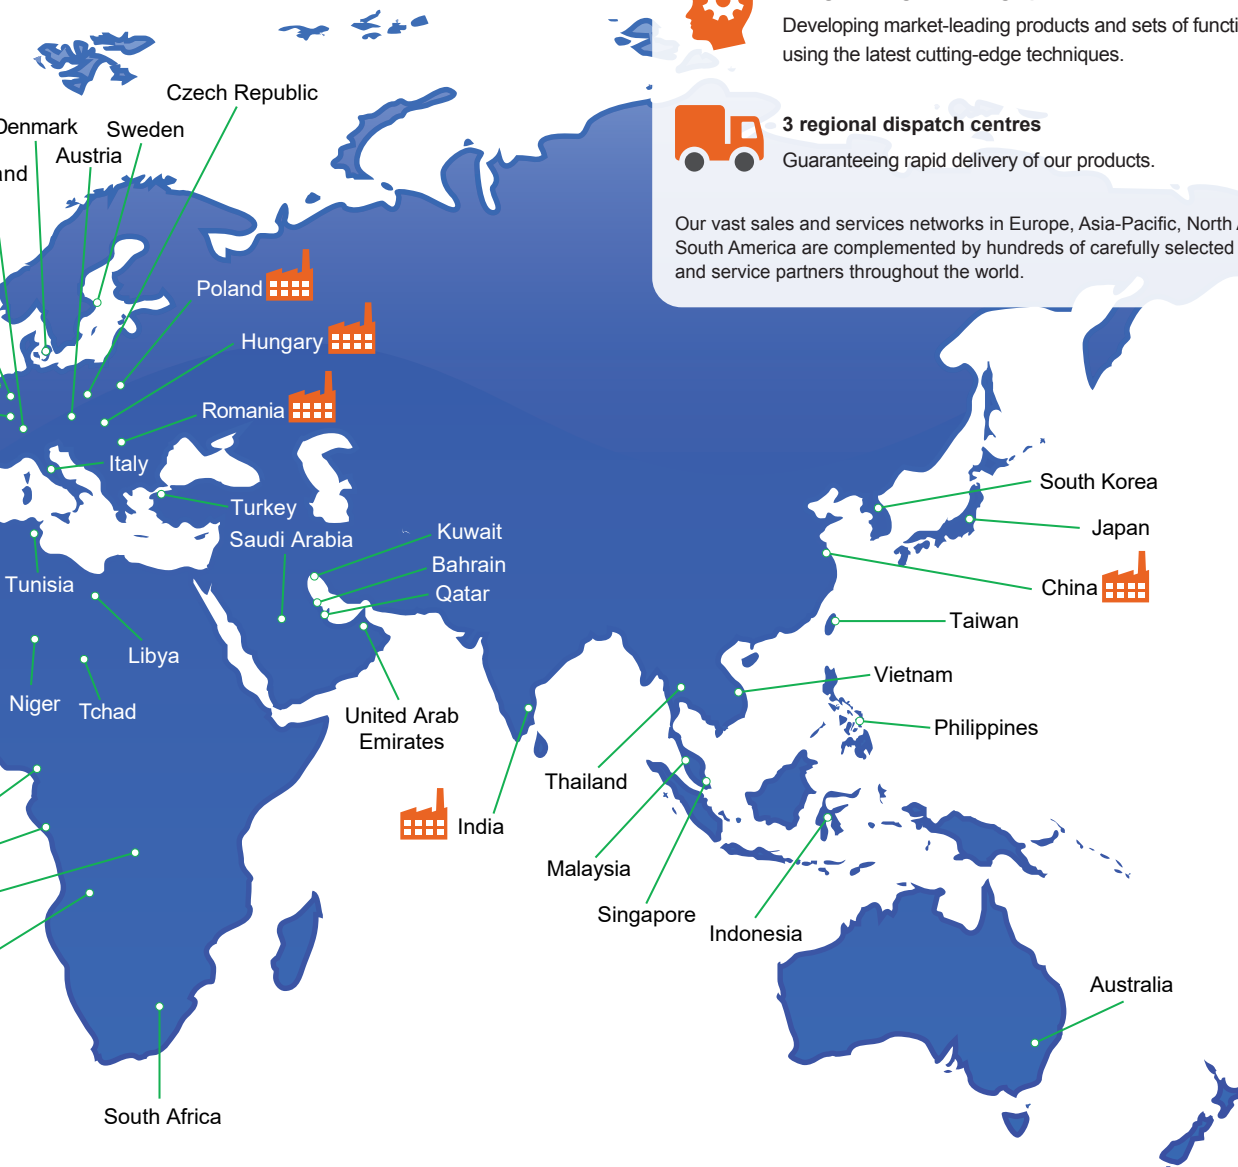 Developing market-leading products and sets of functi
using the latest cutting-edge techniques.
3 regional dispatch centres
Guaranteeing rapid delivery of our products.
Our vast sales and services networks in Europe, Asia-Pacific, North
South America are complemented by hundreds of carefully selected
and service partners throughout the world.
Czech Republic
Denmark
Sweden
Austria
and
Poland
Hungary
Romania
Italy
Turkey
Saudi Arabia
Kuwait
Bahrain
Qatar
Tunisia
Libya
Niger
Tchad
United Arab
Emirates
India
South Korea
Japan
China
Taiwan
Vietnam
Philippines
Thailand
Malaysia
Singapore
Indonesia
Australia
South Africa